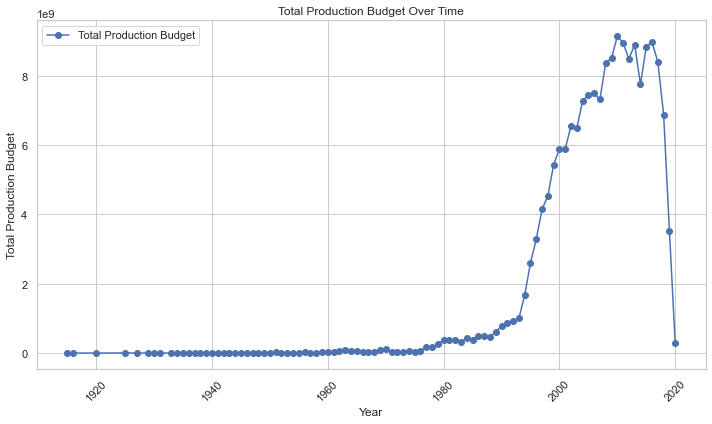 Total Production Budget Over Time
1e9
Total Production Budget
8
6
4
2
0
Total Production Budget
1920
1940
1960
1980
2000
2020
Year